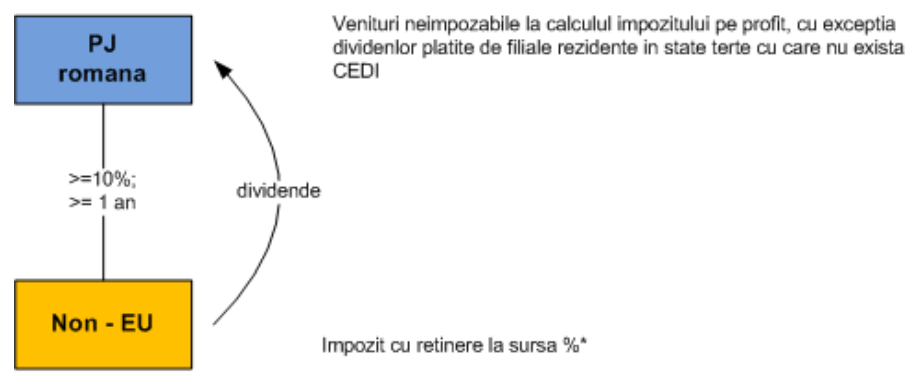 PJ
romana
Venituri neimpozabile la calculul impozitului pe profit, cu exceptia
dividenlor platite de filiale rezidente in state terte cu care nu exista
CEDI
>=10%;
>= 1 an
dividende
Non - EU
Impozit cu retinere la sursa %*